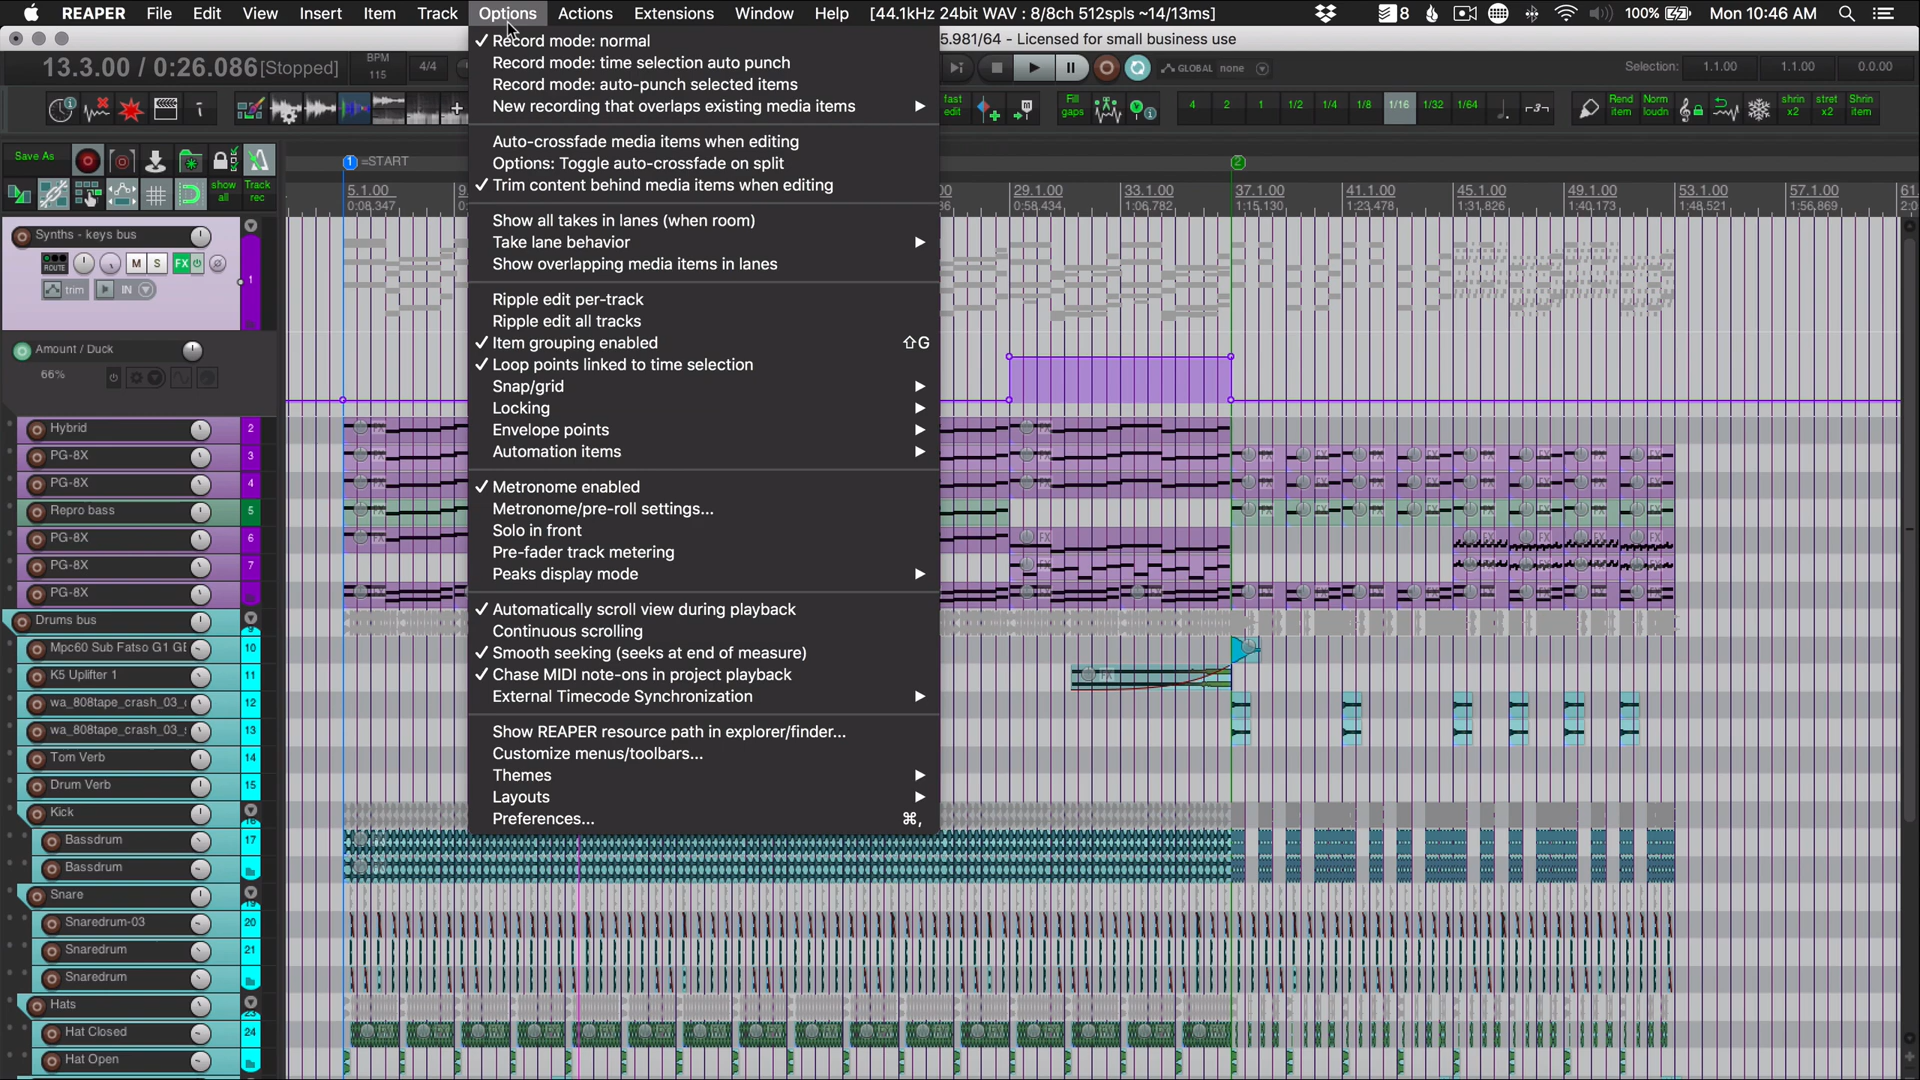 REAPER File Edit View Insert Item Track Options Actions Extensions Window Help [44.1kHz 24bit WAV : 8/8ch 512spls ~14/13ms] 8 100% Mon 10:46 AM
5.981/64 - Licensed for small business use
13.3.00 / 0:26.086 [Stopped] BPM 115 4/4 GLOBAL none Selection: 1.1.00 1.1.00 0.0.00
fast edit Fill gaps 4 2 1 1/2 1/4 1/8 1/16 1/32 1/64 3 Rend item Norm loudn shrin x2 stret x2 Shrin item
Save As
show all Track rec
1 =START 2
5.1.00 29.1.00 33.1.00 37.1.00 41.1.00 45.1.00 49.1.00 53.1.00 57.1.00 61.
0:08.347 0:58.434 1:06.782 1:15.130 1:23.478 1:31.826 1:40.173 1:48.521 1:56.869 2:0
Record mode: normal
Record mode: time selection auto punch
Record mode: auto-punch selected items
New recording that overlaps existing media items
Auto-crossfade media items when editing
Options: Toggle auto-crossfade on split
Trim content behind media items when editing
Show all takes in lanes (when room)
Take lane behavior
Show overlapping media items in lanes
Ripple edit per-track
Ripple edit all tracks
Item grouping enabled ⇧G
Loop points linked to time selection
Snap/grid
Locking
Envelope points
Automation items
Metronome enabled
Metronome/pre-roll settings...
Solo in front
Pre-fader track metering
Peaks display mode
Automatically scroll view during playback
Continuous scrolling
Smooth seeking (seeks at end of measure)
Chase MIDI note-ons in project playback
External Timecode Synchronization
Show REAPER resource path in explorer/finder...
Customize menus/toolbars...
Themes
Layouts
Preferences... ⌘,
Synths - keys bus
ROUTE M S FX 1
trim IN
Amount / Duck
66%
Hybrid 2
PG-8X 3
PG-8X 4
Repro bass 5
PG-8X 6
PG-8X 7
PG-8X
Drums bus 9
Mpc60 Sub Fatso G1 GE 10
K5 Uplifter 1 11
wa_808tape_crash_03_ 12
wa_808tape_crash_03_ 13
Tom Verb 14
Drum Verb 15
Kick 16
Bassdrum 17
Bassdrum
Snare 19
Snaredrum-03 20
Snaredrum 21
Snaredrum
Hats 23
Hat Closed 24
Hat Open